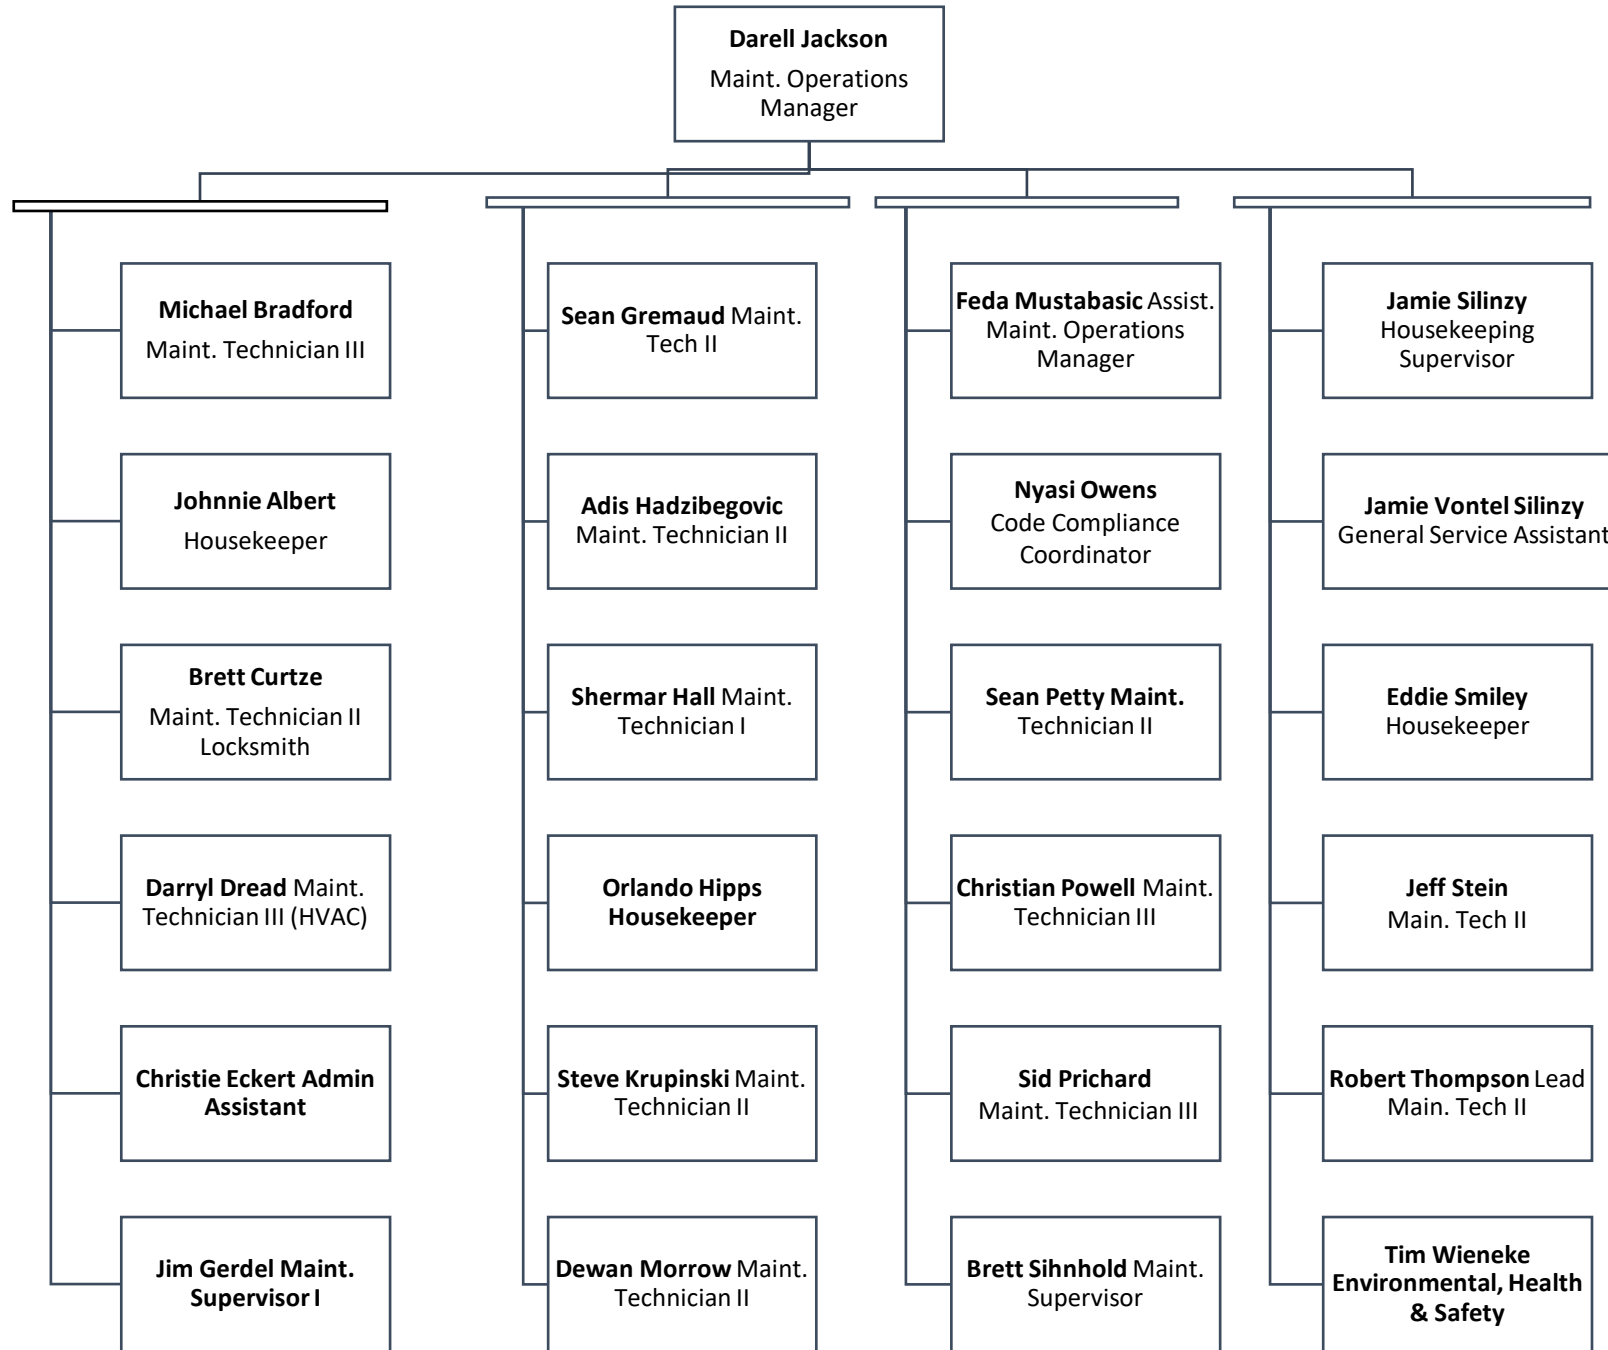 Darell Jackson
Maint. Operations
Manager
Michael Bradford
Maint. Technician III
Johnnie Albert
Housekeeper
Brett Curtze
Maint. Technician II
Locksmith
Darryl Dread Maint.
Technician III (HVAC)
Christie Eckert Admin
Assistant
Jim Gerdel Maint.
Supervisor I
Sean Gremaud Maint.
Tech II
Adis Hadzibegovic
Maint. Technician II
Shermar Hall Maint.
Technician I
Orlando Hipps
Housekeeper
Steve Krupinski Maint.
Technician II
Dewan Morrow Maint.
Technician II
Feda Mustabasic Assist.
Maint. Operations
Manager
Nyasi Owens
Code Compliance
Coordinator
Sean Petty Maint.
Technician II
Christian Powell Maint.
Technician III
Sid Prichard
Maint. Technician III
Brett Sihnhold Maint.
Supervisor
Jamie Silinzy
Housekeeping
Supervisor
Jamie Vontel Silinzy
General Service Assistant
Eddie Smiley
Housekeeper
Jeff Stein
Main. Tech II
Robert Thompson Lead
Main. Tech II
Tim Wieneke
Environmental, Health
& Safety